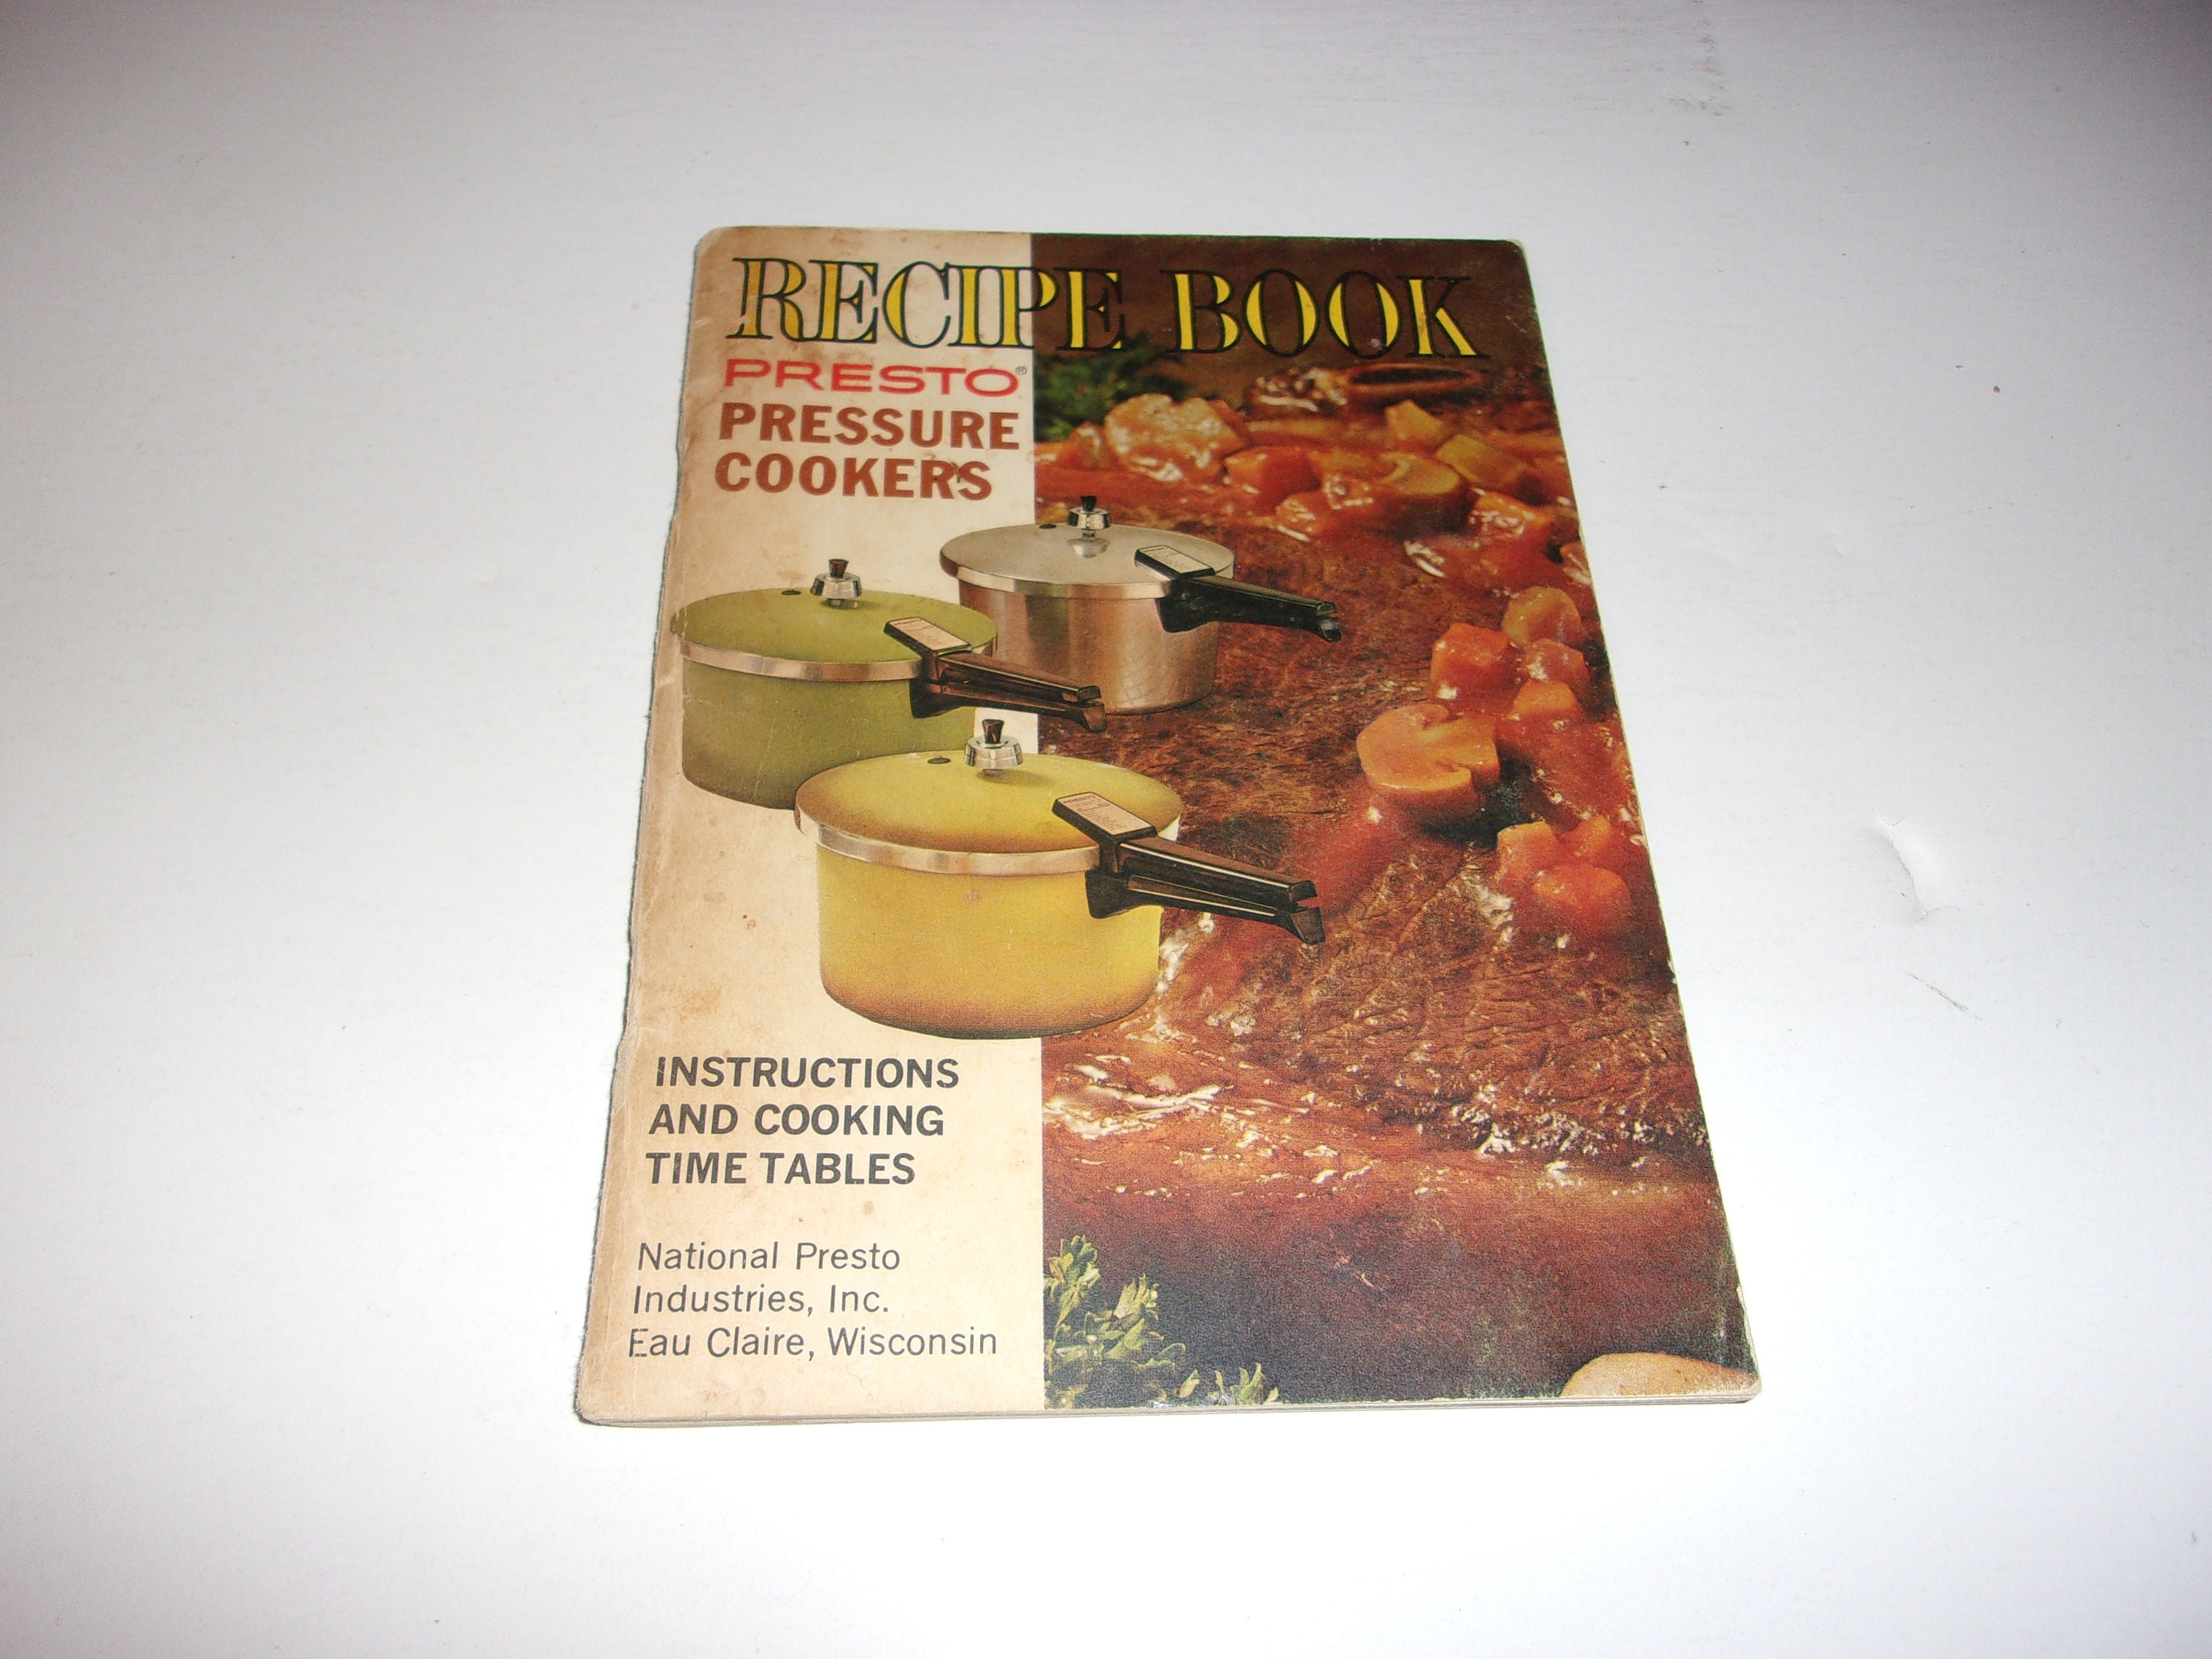 RECIPE BOOK
PRESTO®
PRESSURE
COOKERS
INSTRUCTIONS
AND COOKING
TIME TABLES
National Presto
Industries, Inc.
Eau Claire, Wisconsin